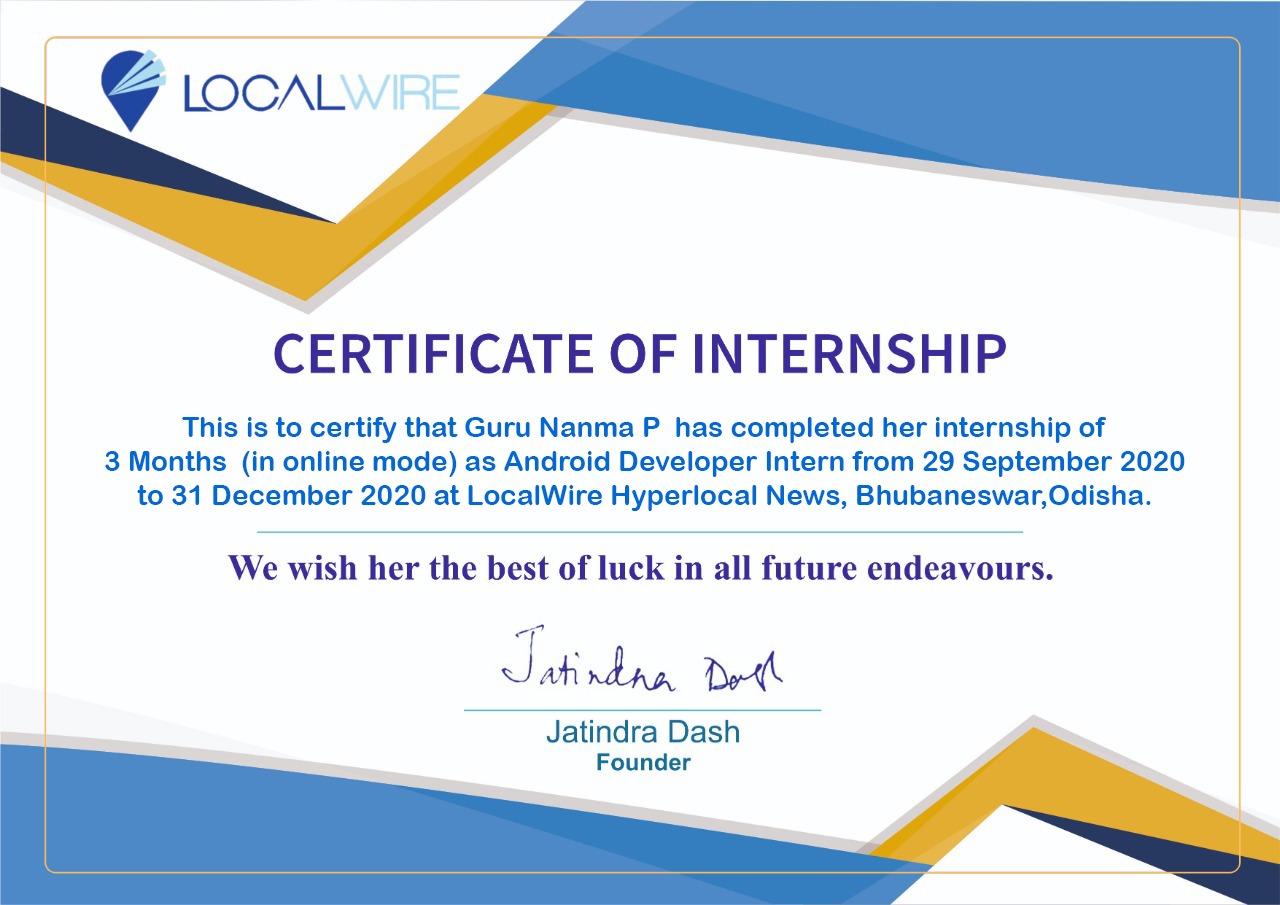 LOCALWIRE
CERTIFICATE OF INTERNSHIP
This is to certify that Guru Nanma P has completed her internship of
3 Months (in online mode) as Android Developer Intern from 29 September 2020
to 31 December 2020 at LocalWire Hyperlocal News, Bhubaneswar,Odisha.
We wish her the best of luck in all future endeavours.
Jatindra Dash
Jatindra Dash
Founder